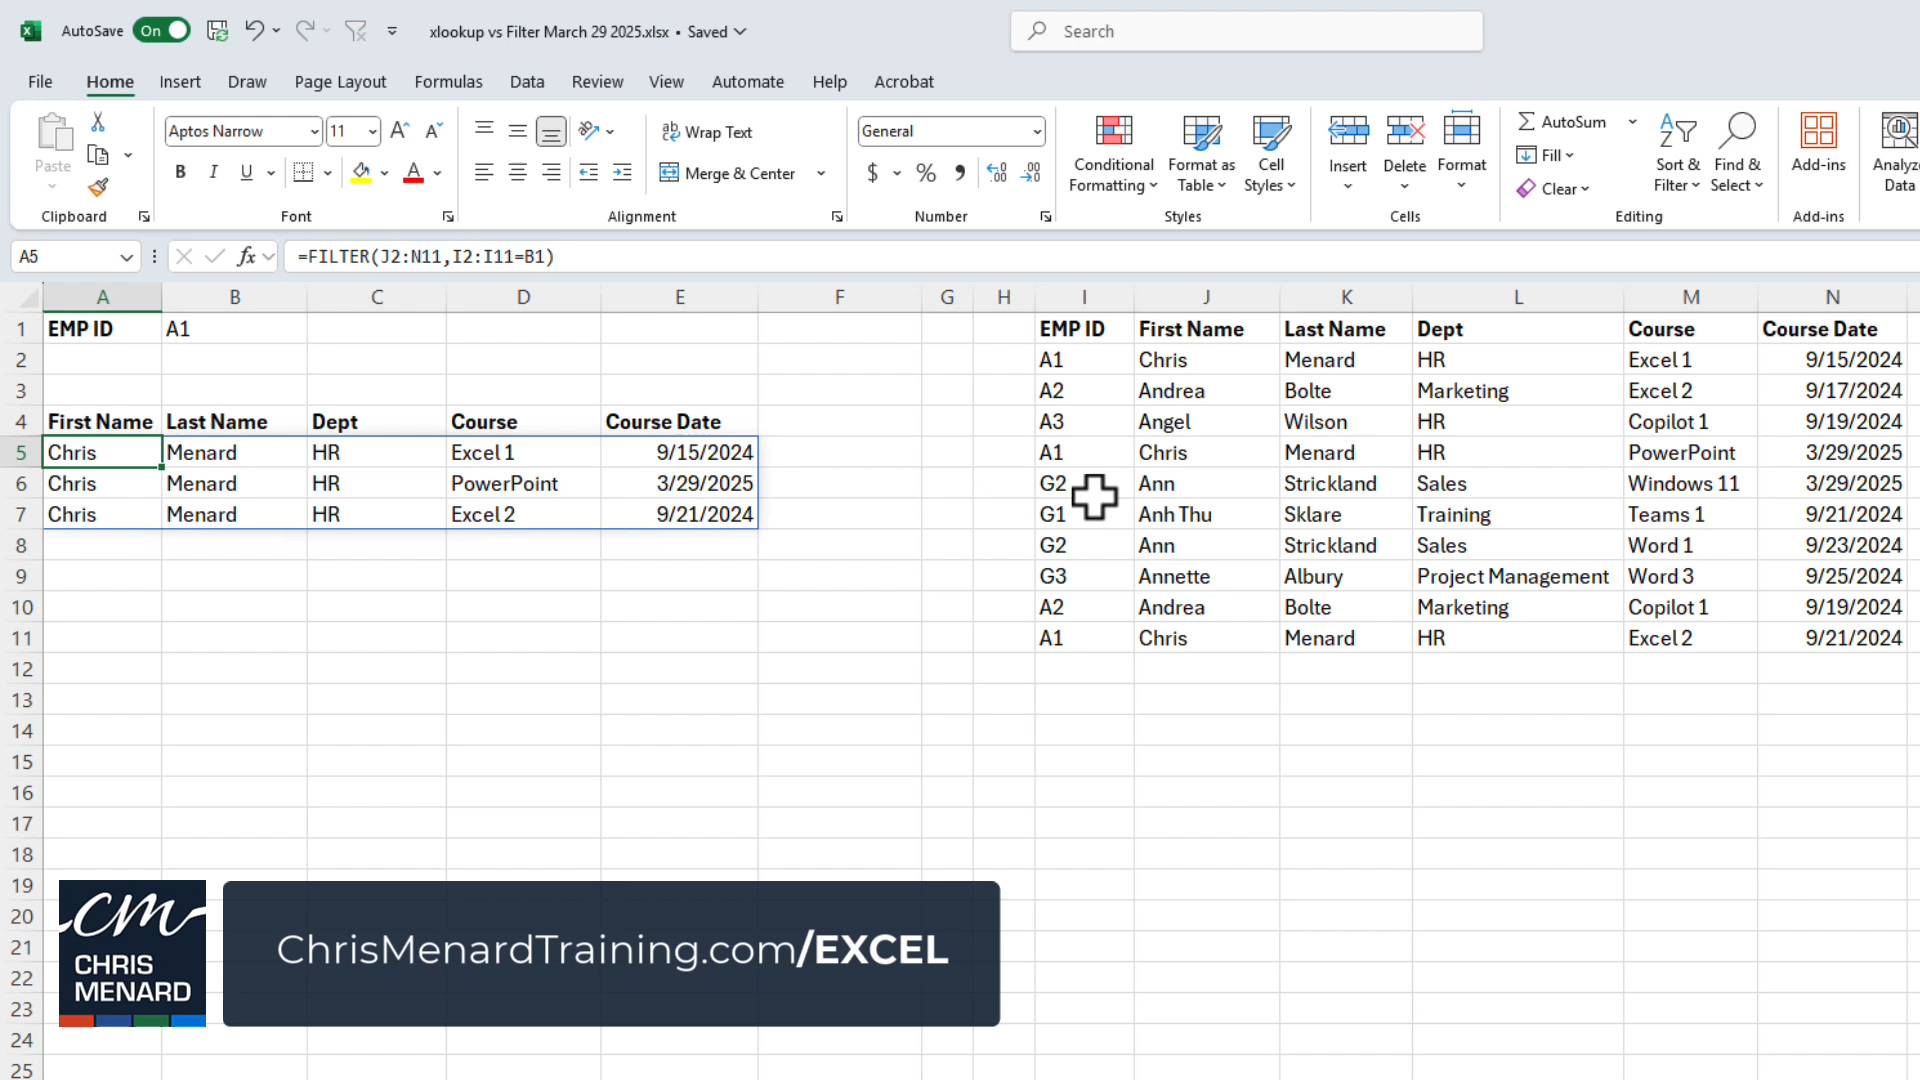 AutoSave On xlookup vs Filter March 29 2025.xlsx • Saved Search
File Home Insert Draw Page Layout Formulas Data Review View Automate Help Acrobat
Paste
Clipboard
Aptos Narrow 11
B I U
Font
Wrap Text
Merge & Center
Alignment
General
$ % ,
Number
Conditional Formatting
Format as Table
Cell Styles
Styles
Insert Delete Format
Cells
AutoSum
Fill
Clear
Sort & Filter
Find & Select
Editing
Add-ins
Add-ins
Analyze Data
A5 fx =FILTER(J2:N11,I2:I11=B1)
A B C D E F G H I J K L M N
1 EMP ID A1 EMP ID First Name Last Name Dept Course Course Date
2 A1 Chris Menard HR Excel 1 9/15/2024
3 A2 Andrea Bolte Marketing Excel 2 9/17/2024
4 First Name Last Name Dept Course Course Date A3 Angel Wilson HR Copilot 1 9/19/2024
5 Chris Menard HR Excel 1 9/15/2024 A1 Chris Menard HR PowerPoint 3/29/2025
6 Chris Menard HR PowerPoint 3/29/2025 G2 Ann Strickland Sales Windows 11 3/29/2025
7 Chris Menard HR Excel 2 9/21/2024 G1 Anh Thu Sklare Training Teams 1 9/21/2024
8 G2 Ann Strickland Sales Word 1 9/23/2024
9 G3 Annette Albury Project Management Word 3 9/25/2024
10 A2 Andrea Bolte Marketing Copilot 1 9/19/2024
11 A1 Chris Menard HR Excel 2 9/21/2024
12
13
14
15
16
17
18
19
20
21
22
23
24
25
cm
CHRIS
MENARD
ChrisMenardTraining.com/EXCEL